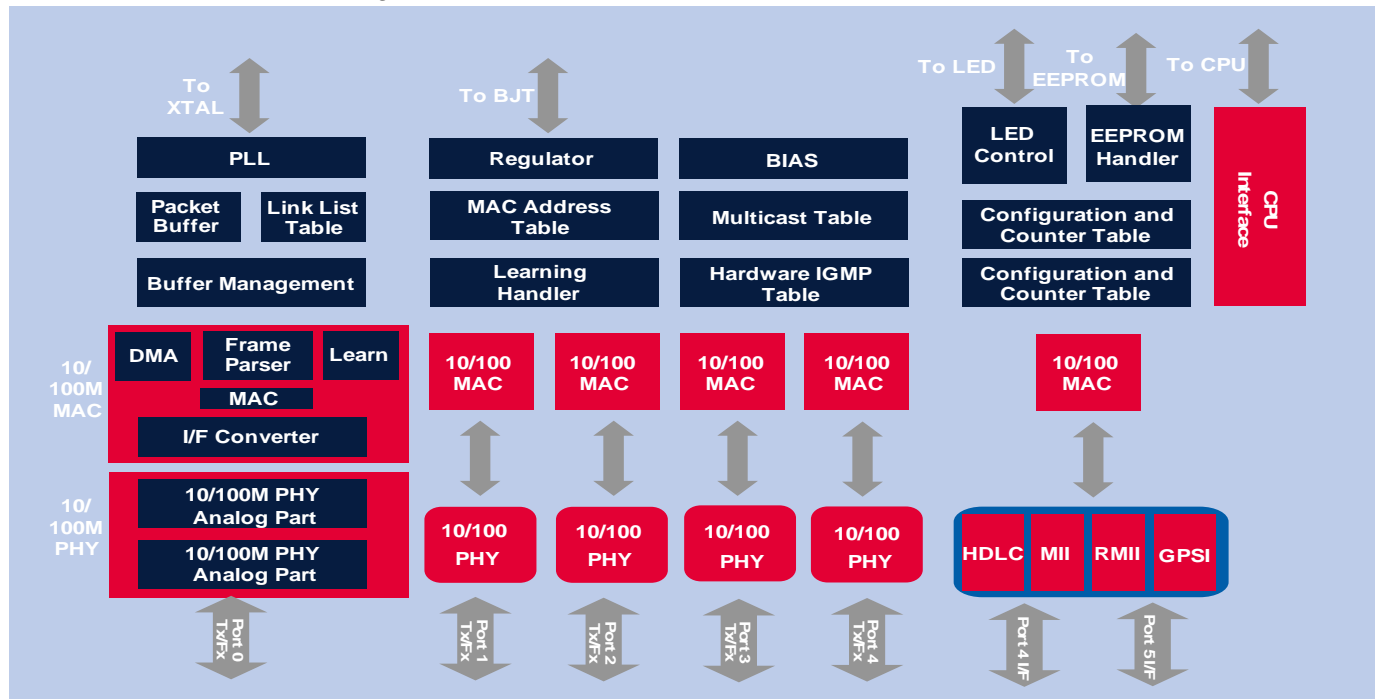 To
XTAL
To BJT
To LED
To
EEPROM
To CPU
PLL
Regulator
BIAS
LED
Control
EEPROM
Handler
CPU
Interface
Packet
Buffer
Link List
Table
MAC Address
Table
Multicast Table
Configuration and
Counter Table
Buffer Management
Learning
Handler
Hardware IGMP
Table
Configuration and
Counter Table
10/
100M
MAC
DMA
Frame
Parser
Learn
MAC
I/F Converter
10/100
MAC
10/100
MAC
10/100
MAC
10/100
MAC
10/100
MAC
10/
100M
PHY
10/100M PHY
Analog Part
10/100M PHY
Analog Part
10/100
PHY
10/100
PHY
10/100
PHY
10/100
PHY
HDLC
MII
RMII
GPSI
Port 0
Tx/Fx
Port 1
Tx/Fx
Port 2
Tx/Fx
Port 3
Tx/Fx
Port 4
Tx/Fx
Port 4 I/F
Port 5 I/F